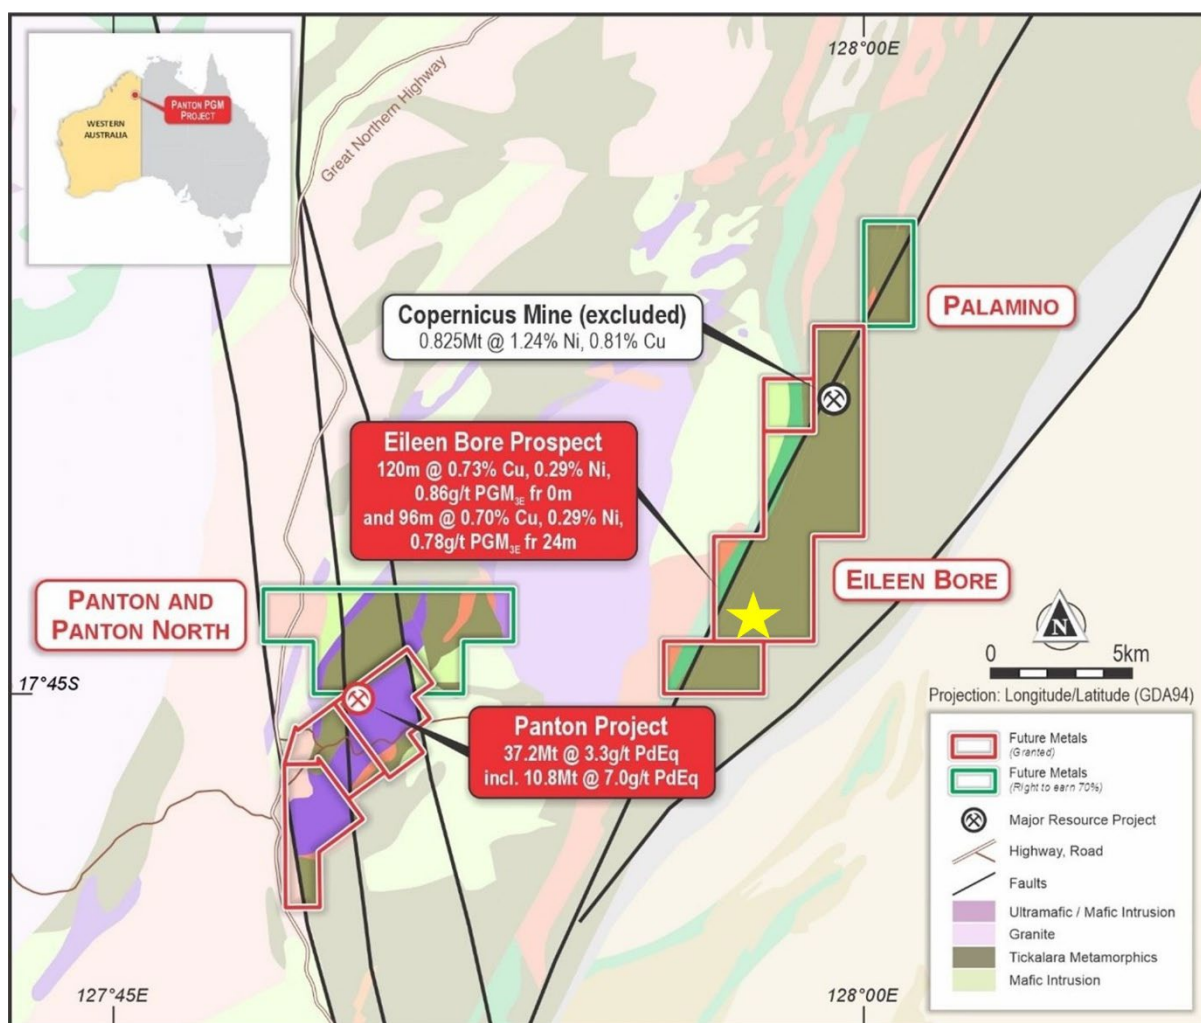 128°00E
PANTON PGM
PROJECT
WESTERN
AUSTRALIA
Great Northern Highway
Copernicus Mine (excluded)
0.825Mt @ 1.24% Ni, 0.81% Cu
PALAMINO
Eileen Bore Prospect
120m @ 0.73% Cu, 0.29% Ni,
0.86g/t PGM3E fr 0m
and 96m @ 0.70% Cu, 0.29% Ni,
0.78g/t PGM3E fr 24m
EILEEN BORE
PANTON AND
PANTON NORTH
N
0 5km
Projection: Longitude/Latitude (GDA94)
17°45S
Panton Project
37.2Mt @ 3.3g/t PdEq
incl. 10.8Mt @ 7.0g/t PdEq
Future Metals
(Granted)
Future Metals
(Right to earn 70%)
Major Resource Project
Highway, Road
Faults
Ultramafic / Mafic Intrusion
Granite
Tickalara Metamorphics
Mafic Intrusion
127°45E
128°00E